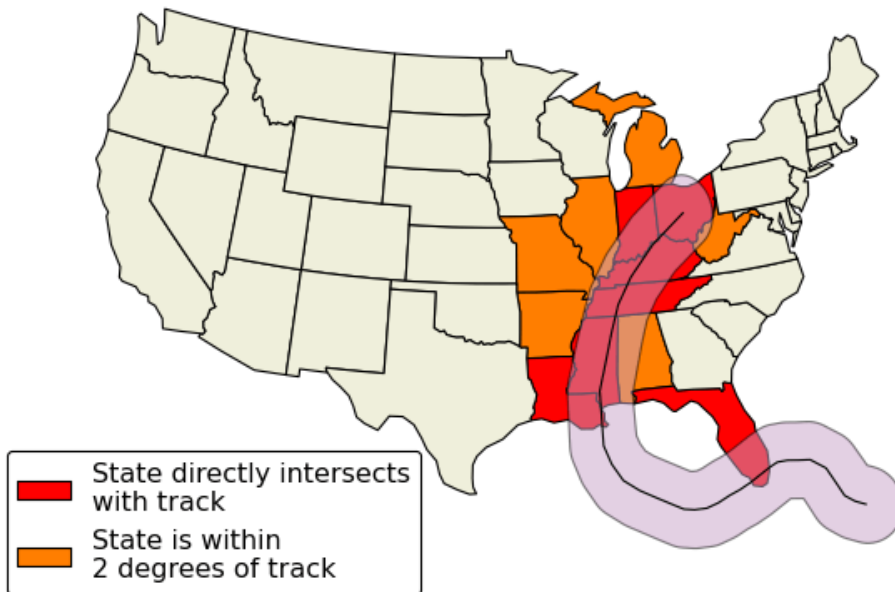 State directly intersects
with track
State is within
2 degrees of track